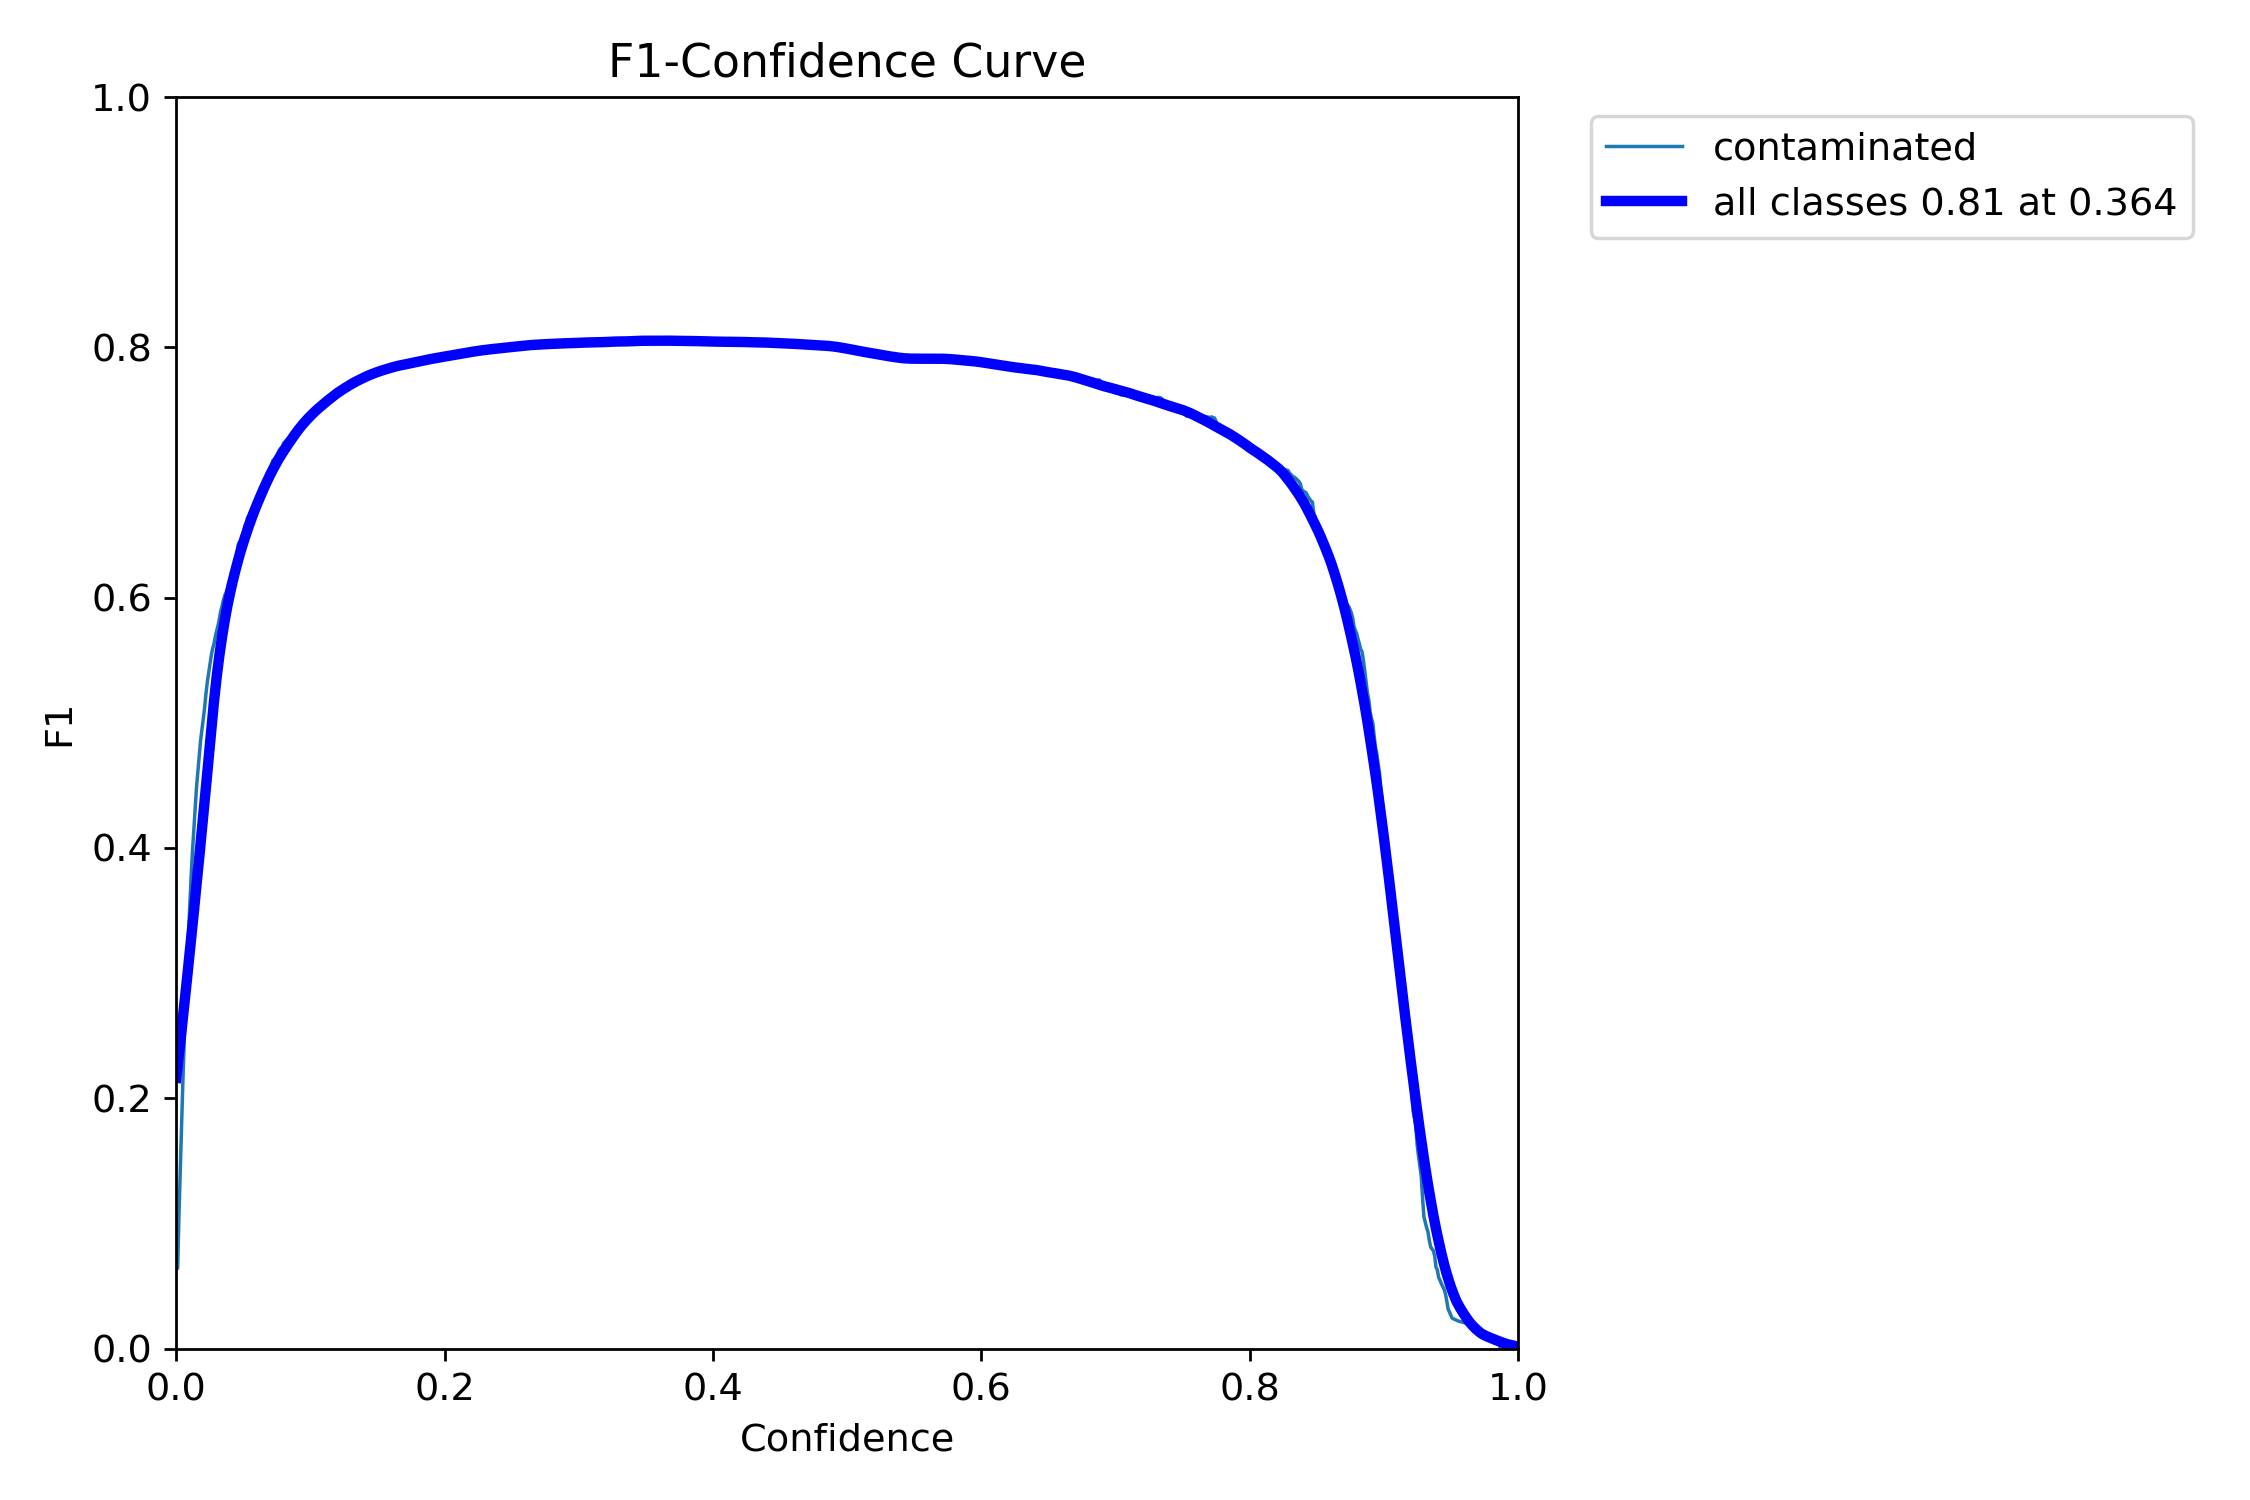 F1-Confidence Curve
1.0
0.8
0.6
0.4
0.2
0.0
F1
0.0 0.2 0.4 0.6 0.8 1.0
Confidence
contaminated
all classes 0.81 at 0.364